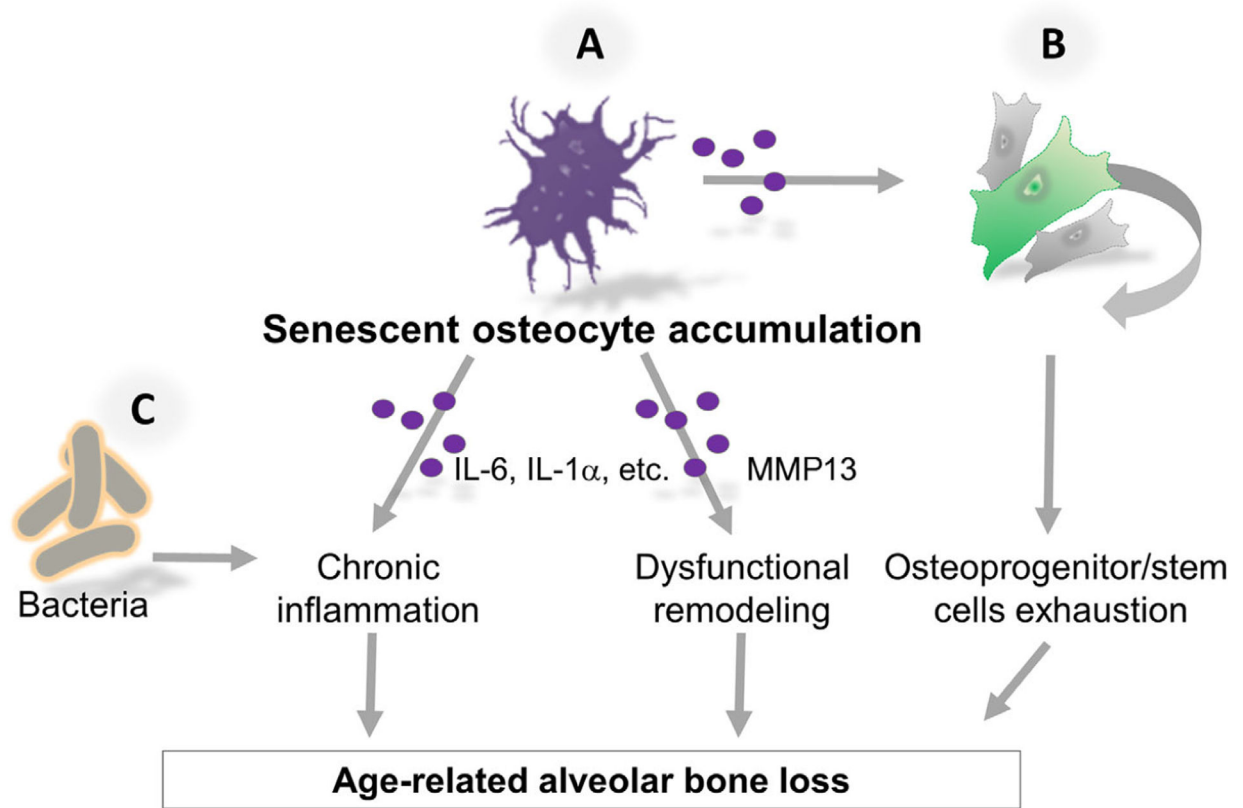 A
B
Senescent osteocyte accumulation
C
IL-6, IL-1α, etc.
MMP13
Bacteria
Chronic
inflammation
Dysfunctional
remodeling
Osteoprogenitor/stem
cells exhaustion
Age-related alveolar bone loss